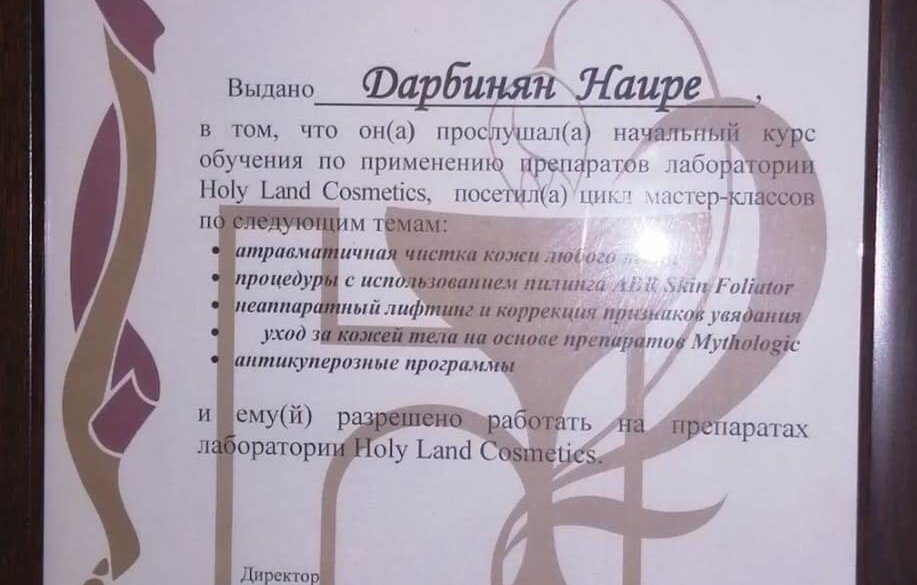 Выдано Дарбинян Наире,
в том, что он(а) прослушал(а) начальный курс
обучения по применению препаратов лаборатории
Holy Land Cosmetics, посетил(а) цикл мастер-классов
по следующим темам:
• атравматичная чистка кожи любого
• процедуры с использованием пилинга ABR Skin Foliator
• неаппаратный лифтинг и коррекция признаков увядания
• уход за кожей тела на основе препаратов Mythologic
• антикуперозные программы
и ему(й) разрешено работать на препаратах
лаборатории Holy Land Cosmetics.
Директор